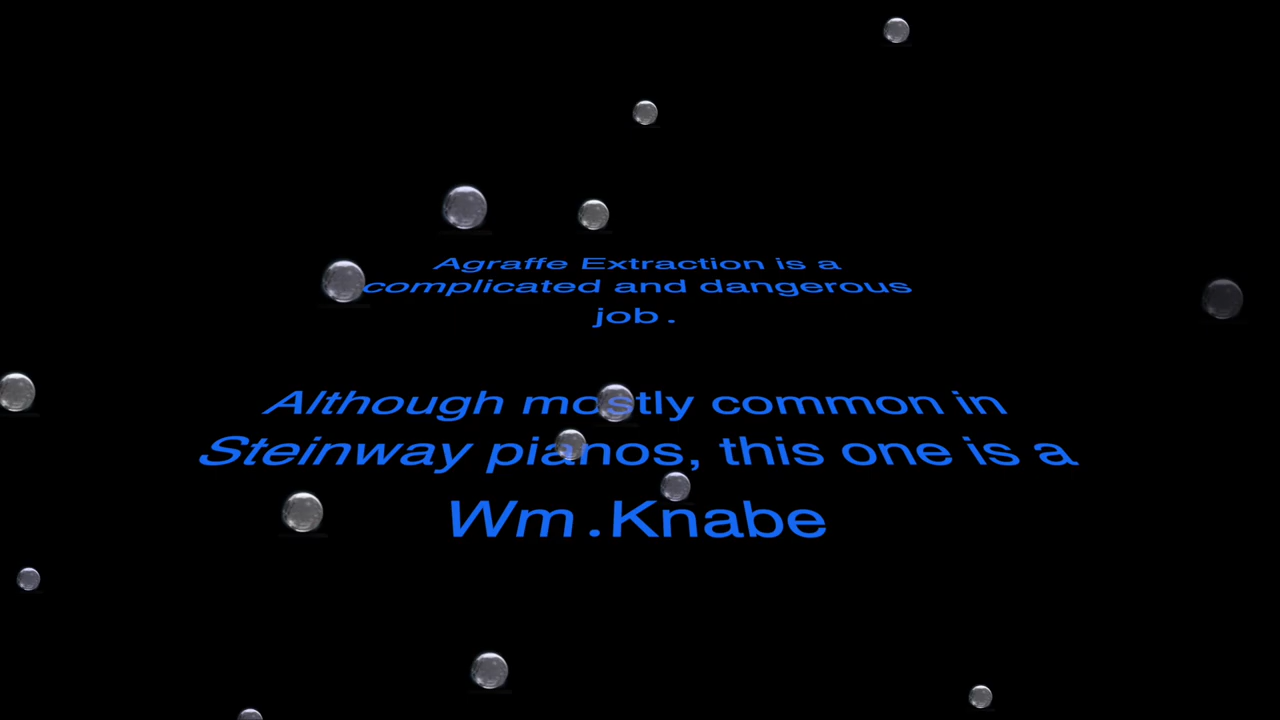 Agraffe Extraction is a
complicated and dangerous
job.
Although mostly common in
Steinway pianos, this one is a
Wm.Knabe